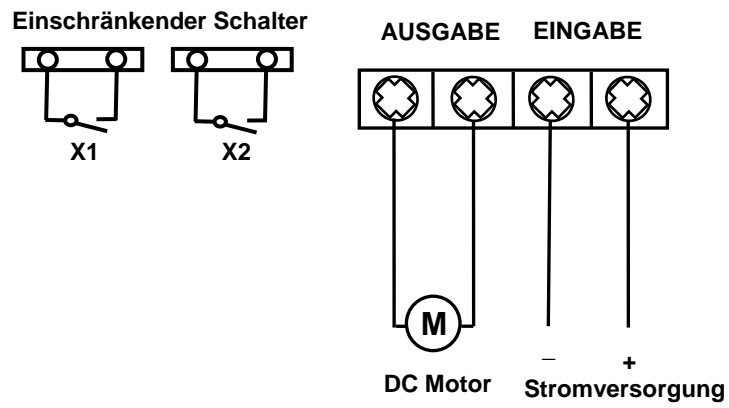 Einschränkender Schalter
AUSGABE EINGABE
X1 X2
M
– +
DC Motor Stromversorgung